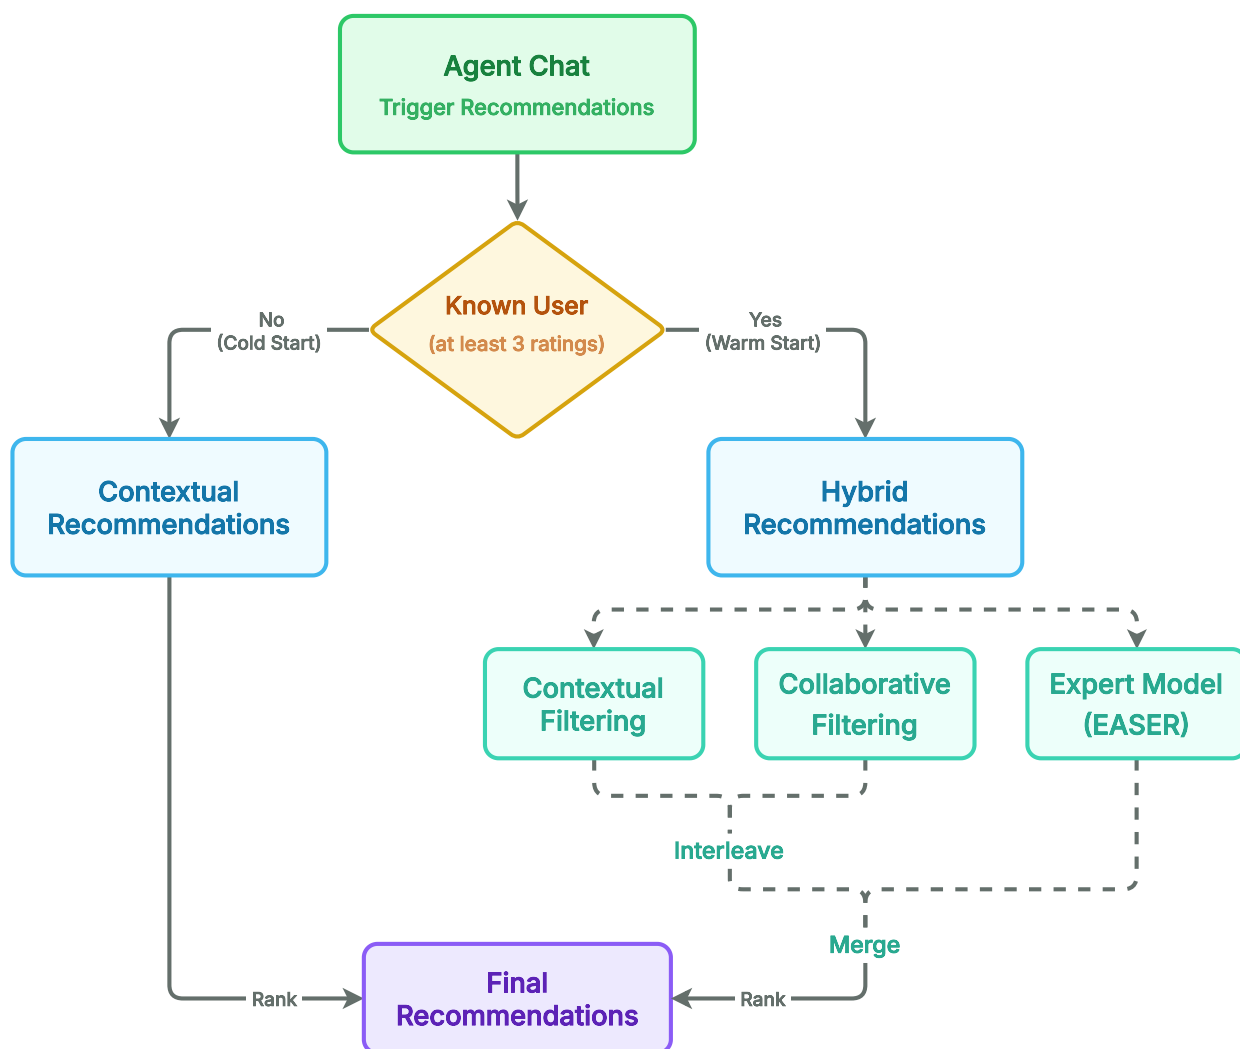 Agent Chat
Trigger Recommendations
Known User
(at least 3 ratings)
No
(Cold Start)
Yes
(Warm Start)
Contextual
Recommendations
Hybrid
Recommendations
Contextual
Filtering
Collaborative
Filtering
Expert Model
(EASER)
Interleave
Merge
Rank
Final
Recommendations
Rank